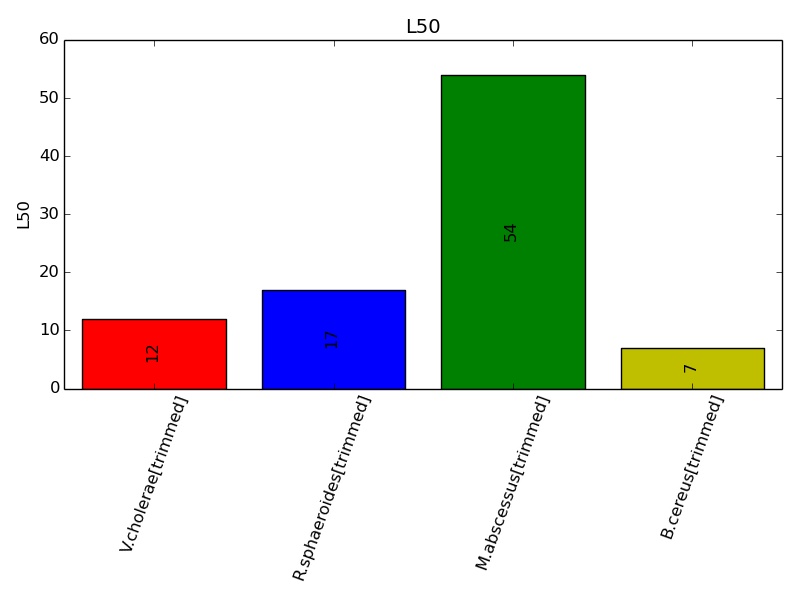 L50
60
50
40
30
20
10
0
L50
12
17
54
7
V.cholerae[trimmed]
R.sphaeroides[trimmed]
M.abscessus[trimmed]
B.cereus[trimmed]